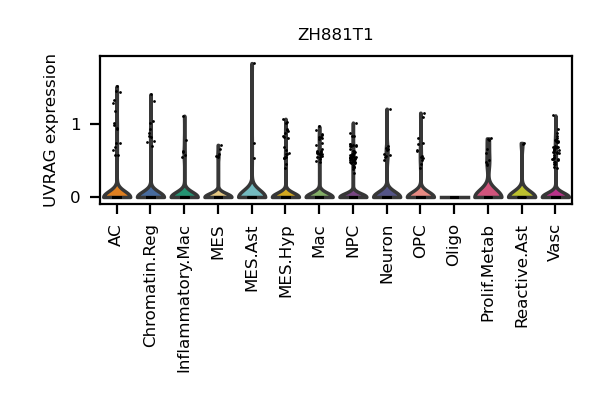 ZH881T1
UVRAG expression
1
0
AC
Chromatin.Reg
Inflammatory.Mac
MES
MES.Ast
MES.Hyp
Mac
NPC
Neuron
OPC
Oligo
Prolif.Metab
Reactive.Ast
Vasc